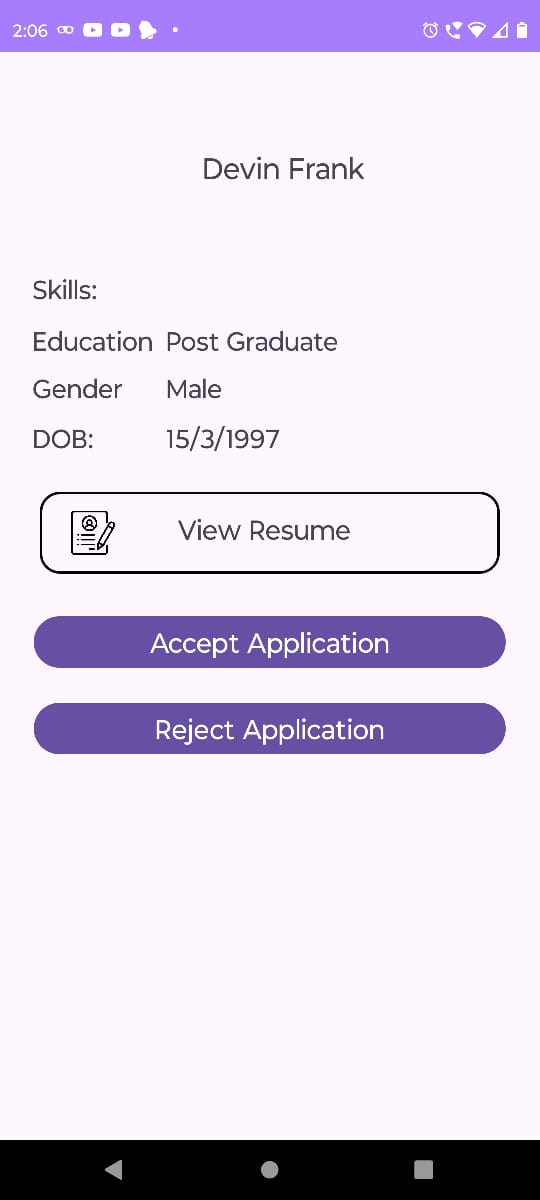 2:06
Devin Frank
Skills:
Education Post Graduate
Gender Male
DOB: 15/3/1997
View Resume
Accept Application
Reject Application